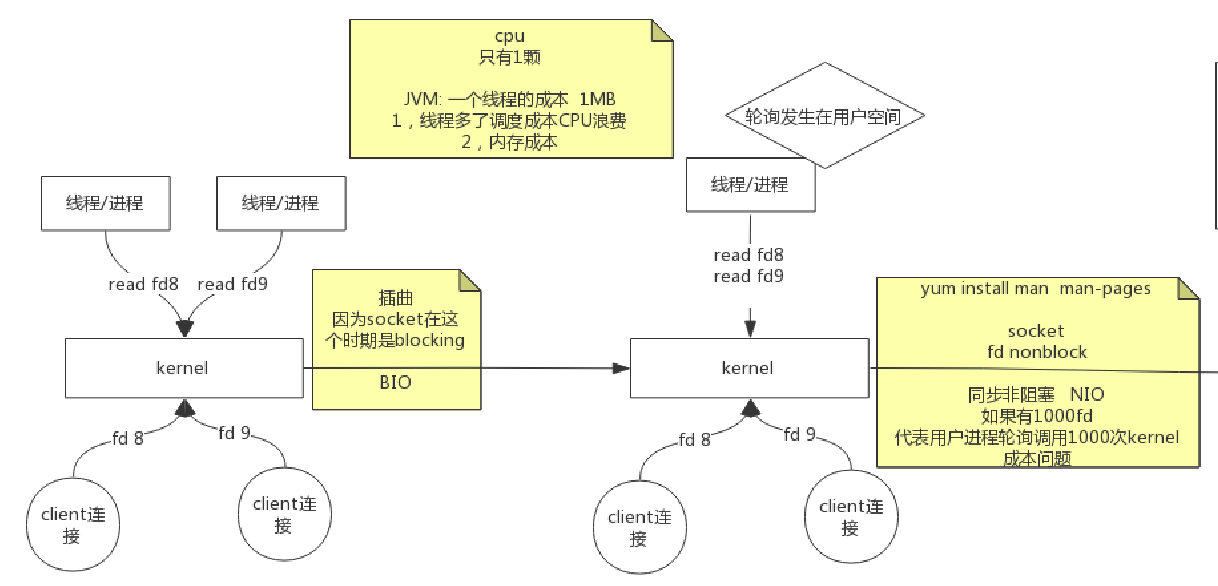 cpu
只有1颗
JVM: 一个线程的成本 1MB
1，线程多了调度成本CPU浪费
2，内存成本
轮询发生在用户空间
线程/进程
线程/进程
线程/进程
read fd8
read fd9
read fd8
read fd9
插曲
因为socket在这
个时期是blocking
BIO
yum install man man-pages
socket
fd nonblock
同步非阻塞 NIO
如果有1000fd
代表用户进程轮询调用1000次kernel
成本问题
kernel
kernel
fd 8
fd 9
fd 8
fd 9
client连
接
client连
接
client连
接
client连
接